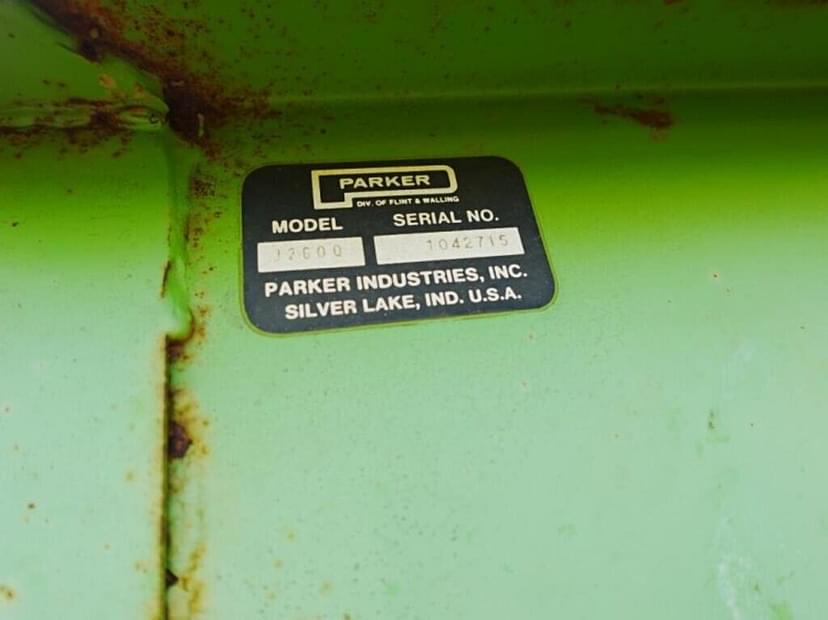 PARKER
DIV. OF FLINT & WALLING
MODEL SERIAL NO.
1042715
PARKER INDUSTRIES, INC.
SILVER LAKE, IND. U.S.A.